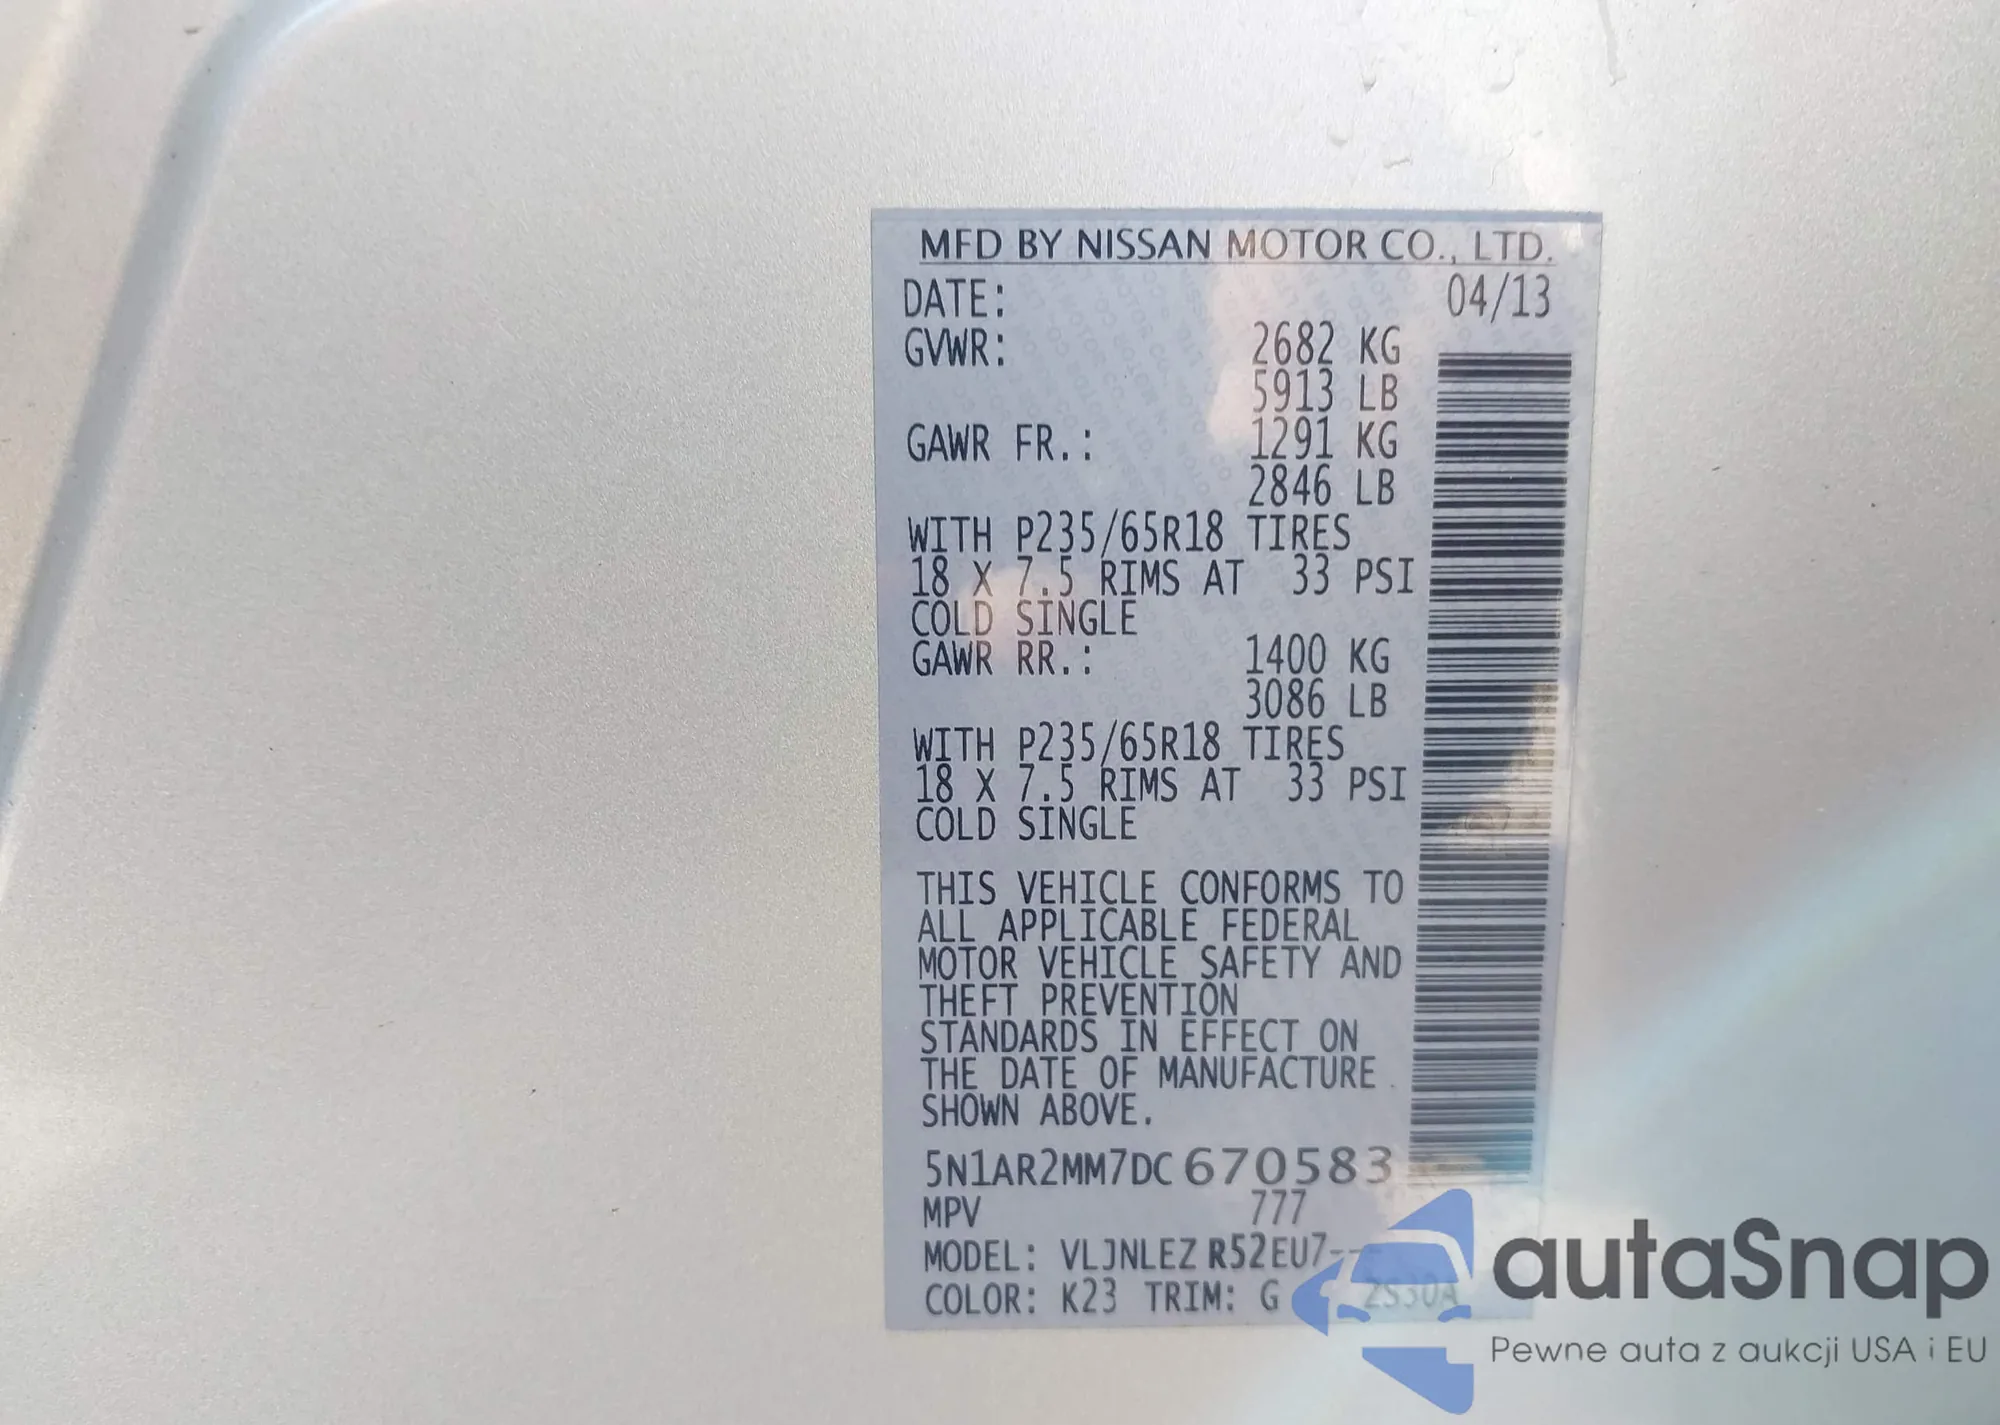 MFD BY NISSAN MOTOR CO., LTD.
DATE: 04/13
GVWR: 2682 KG
5913 LB
GAWR FR.: 1291 KG
2846 LB
WITH P235/65R18 TIRES
18 X 7.5 RIMS AT 33 PSI
COLD SINGLE
GAWR RR.: 1400 KG
3086 LB
WITH P235/65R18 TIRES
18 X 7.5 RIMS AT 33 PSI
COLD SINGLE
THIS VEHICLE CONFORMS TO
ALL APPLICABLE FEDERAL
MOTOR VEHICLE SAFETY AND
THEFT PREVENTION
STANDARDS IN EFFECT ON
THE DATE OF MANUFACTURE
SHOWN ABOVE.
5N1AR2MM7DC670583
MPV 777
MODEL: VLJNLEZ R52EU7---
COLOR: K23 TRIM: G 2S30A
autaSnap
Pewne auta z aukcji USA i EU